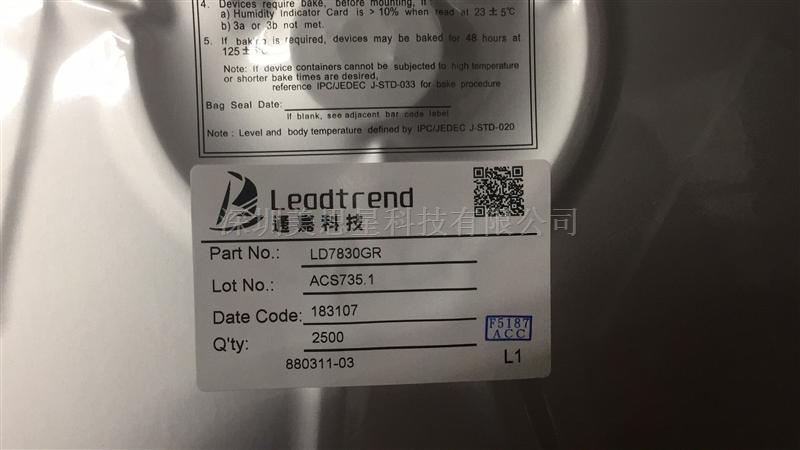 4. Devices require bake, before mounting, if
a) Humidity Indicator Card is > 10% when read at 23 ± 5℃
b) 3a or 3b not met.
5. If baking is required, devices may be baked for 48 hours at
125 ± 5℃
Note: If device containers cannot be subjected to high temperature
or shorter bake times are desired,
reference IPC/JEDEC J-STD-033 for bake procedure
Bag Seal Date:
If blank, see adjacent bar code label
Note : Level and body temperature defined by IPC/JEDEC J-STD-020
Leadtrend
通嘉科技
深圳美思星科技有限公司
Part No.: LD7830GR
Lot No.: ACS735.1
Date Code: 183107
Q'ty: 2500
F5187
ACC
880311-03
L1